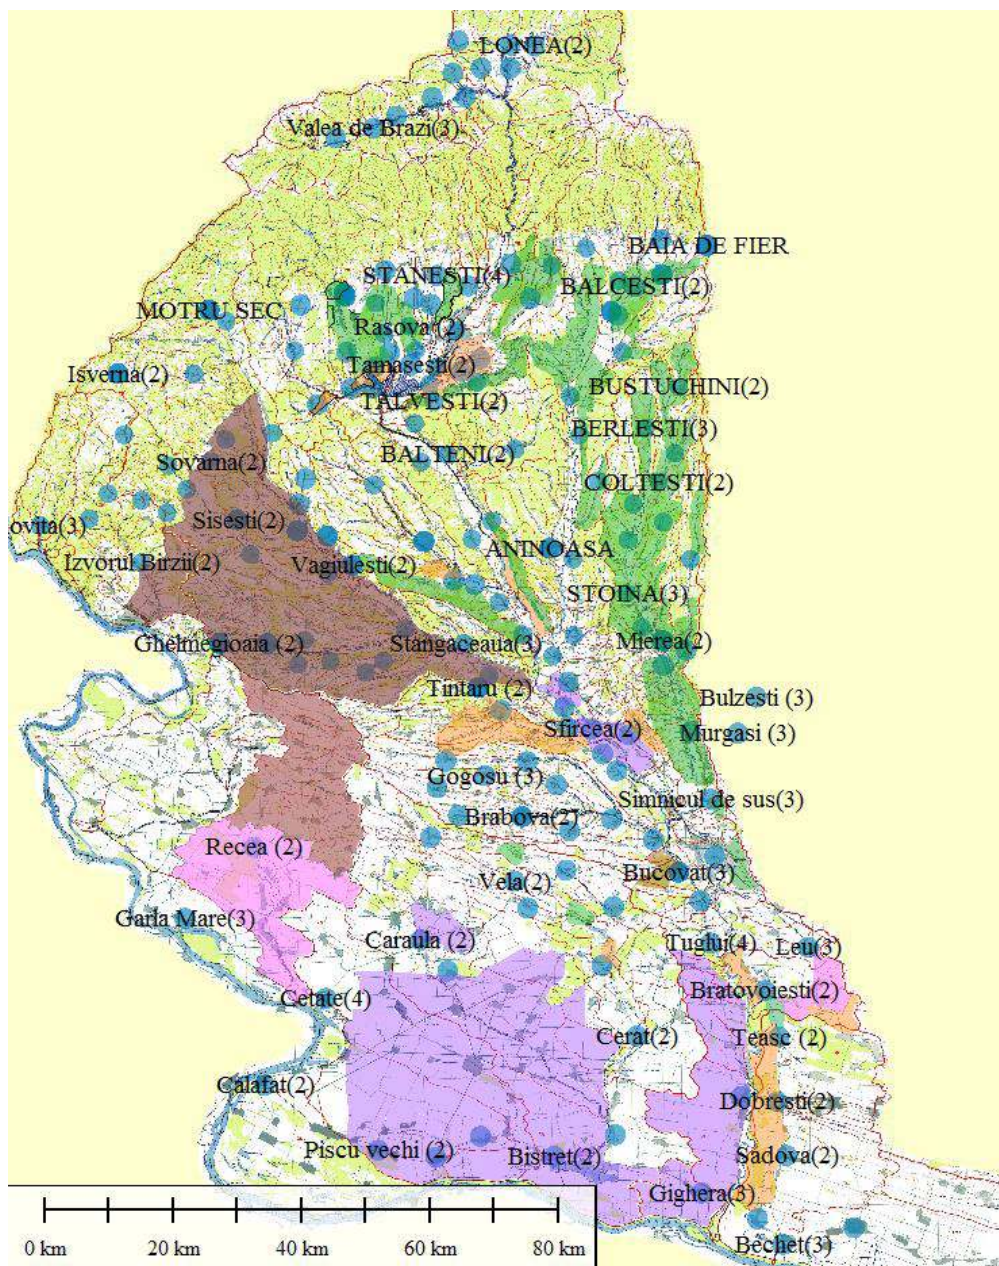 LONEA(2)
Valea de Brazi(3)
BAIA DE FIER
STANESTI(4)
BALCESTI(2)
MOTRU SEC
Rasova (2)
Isverna(2)
Tamasesti(2)
BUSTUCHINI(2)
TALVESTI(2)
BERLESTI(3)
BALTENI(2)
Sovarna(2)
COLTESTI(2)
ovita(3)
Sisesti(2)
ANINOASA
Izvorul Birzii(2)
Vagiulesti(2)
STOINA(3)
Ghelmegioaia (2)
Stangaceaua(3)
Mierea(2)
Tintaru (2)
Bulzesti (3)
Sfircea(2)
Murgasi (3)
Gogosu (3)
Simnicul de sus(3)
Brabova(2)
Recea (2)
Vela(2)
Bucovat(3)
Garla Mare(3)
Caraula (2)
Tuglui(4)
Leu(3)
Cetate(4)
Bratovoiesti(2)
Cerat(2)
Teasc (2)
Calafat(2)
Dobresti(2)
Piscu vechi (2)
Bistret(2)
Sadova(2)
Gighera(3)
Bechet(3)
0 km 20 km 40 km 60 km 80 km